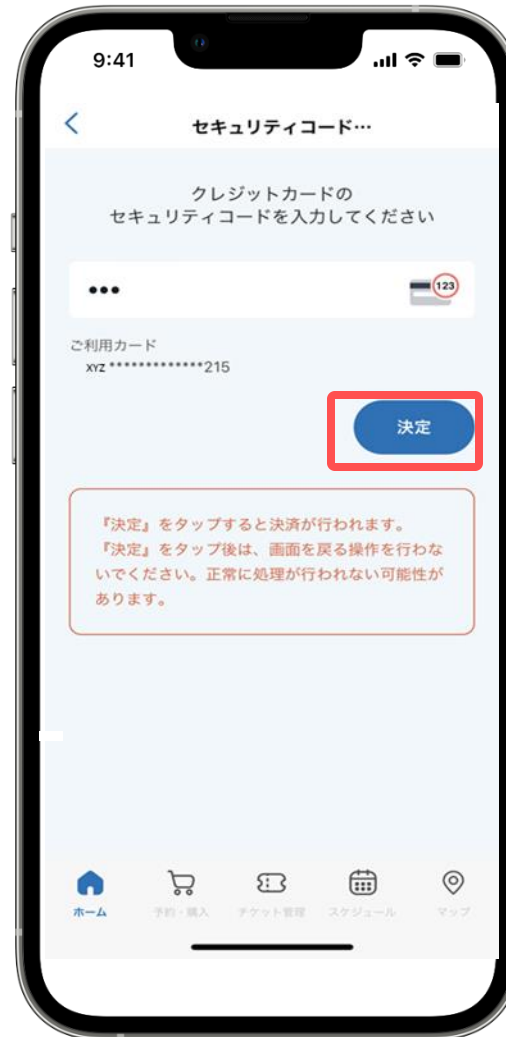 9:41
セキュリティコード…
クレジットカードの
セキュリティコードを入力してください
•••
123
ご利用カード
xyz *************215
決定
『決定』をタップすると決済が行われます。
『決定』をタップ後は、画面を戻る操作を行わな
いでください。正常に処理が行われない可能性が
あります。
ホーム
予約・購入
チケット管理
スケジュール
マップ